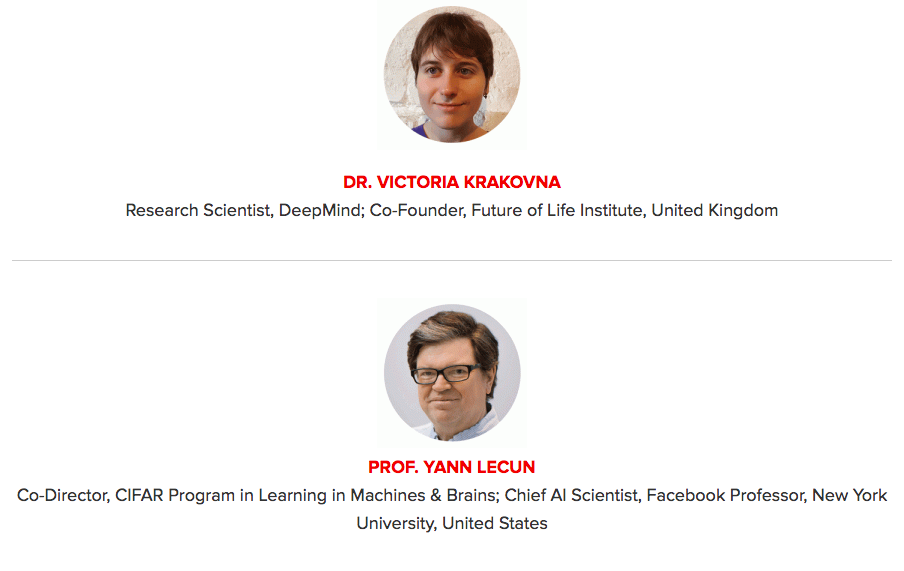 DR. VICTORIA KRAKOVNA
Research Scientist, DeepMind; Co-Founder, Future of Life Institute, United Kingdom
PROF. YANN LECUN
Co-Director, CIFAR Program in Learning in Machines & Brains; Chief AI Scientist, Facebook Professor, New York
University, United States